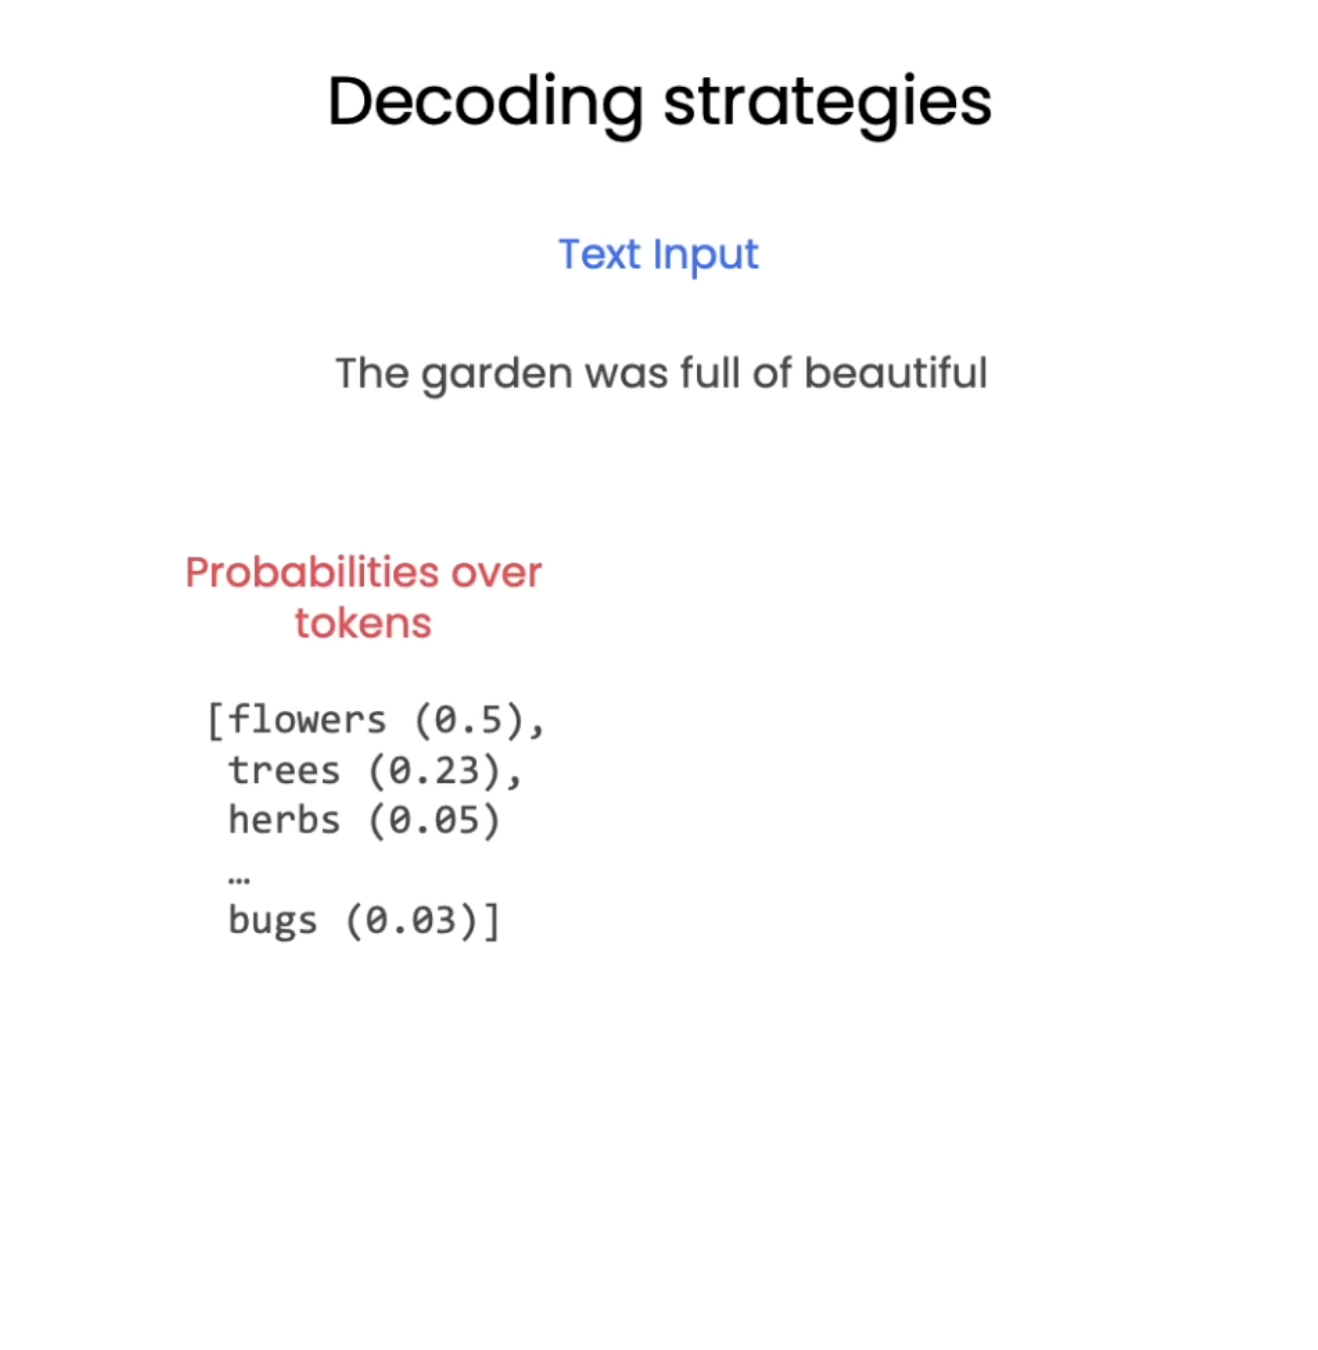 Decoding strategies
Text Input
The garden was full of beautiful
Probabilities over
tokens
[flowers (0.5),
trees (0.23),
herbs (0.05)
…
bugs (0.03)]